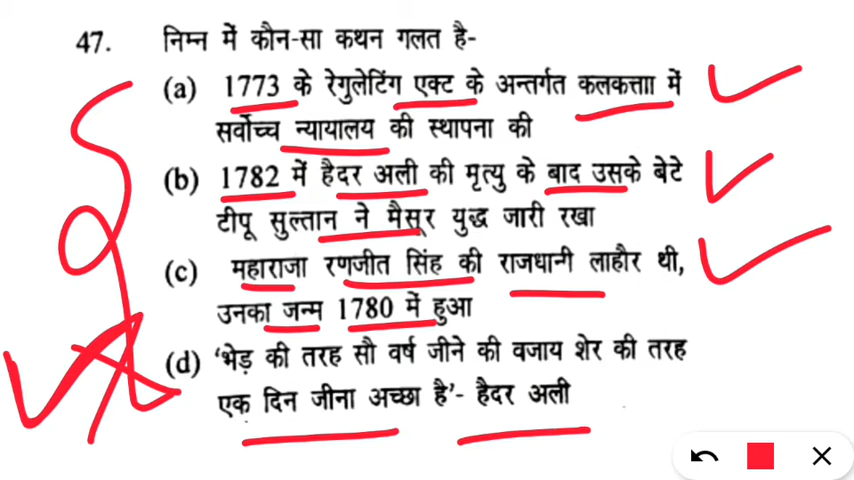 47. निम्न में कौन-सा कथन गलत है-
(a) 1773 के रेगुलेटिंग एक्ट के अन्तर्गत कलकत्ताा में
सर्वोच्च न्यायालय की स्थापना की
(b) 1782 में हैदर अली की मृत्यु के बाद उसके बेटे
टीपू सुल्तान ने मैसूर युद्ध जारी रखा
(c) महाराजा रणजीत सिंह की राजधानी लाहौर थी,
उनका जन्म 1780 में हुआ
(d) 'भेड़ की तरह सौ वर्ष जीने की वजाय शेर की तरह
एक दिन जीना अच्छा है'- हैदर अली